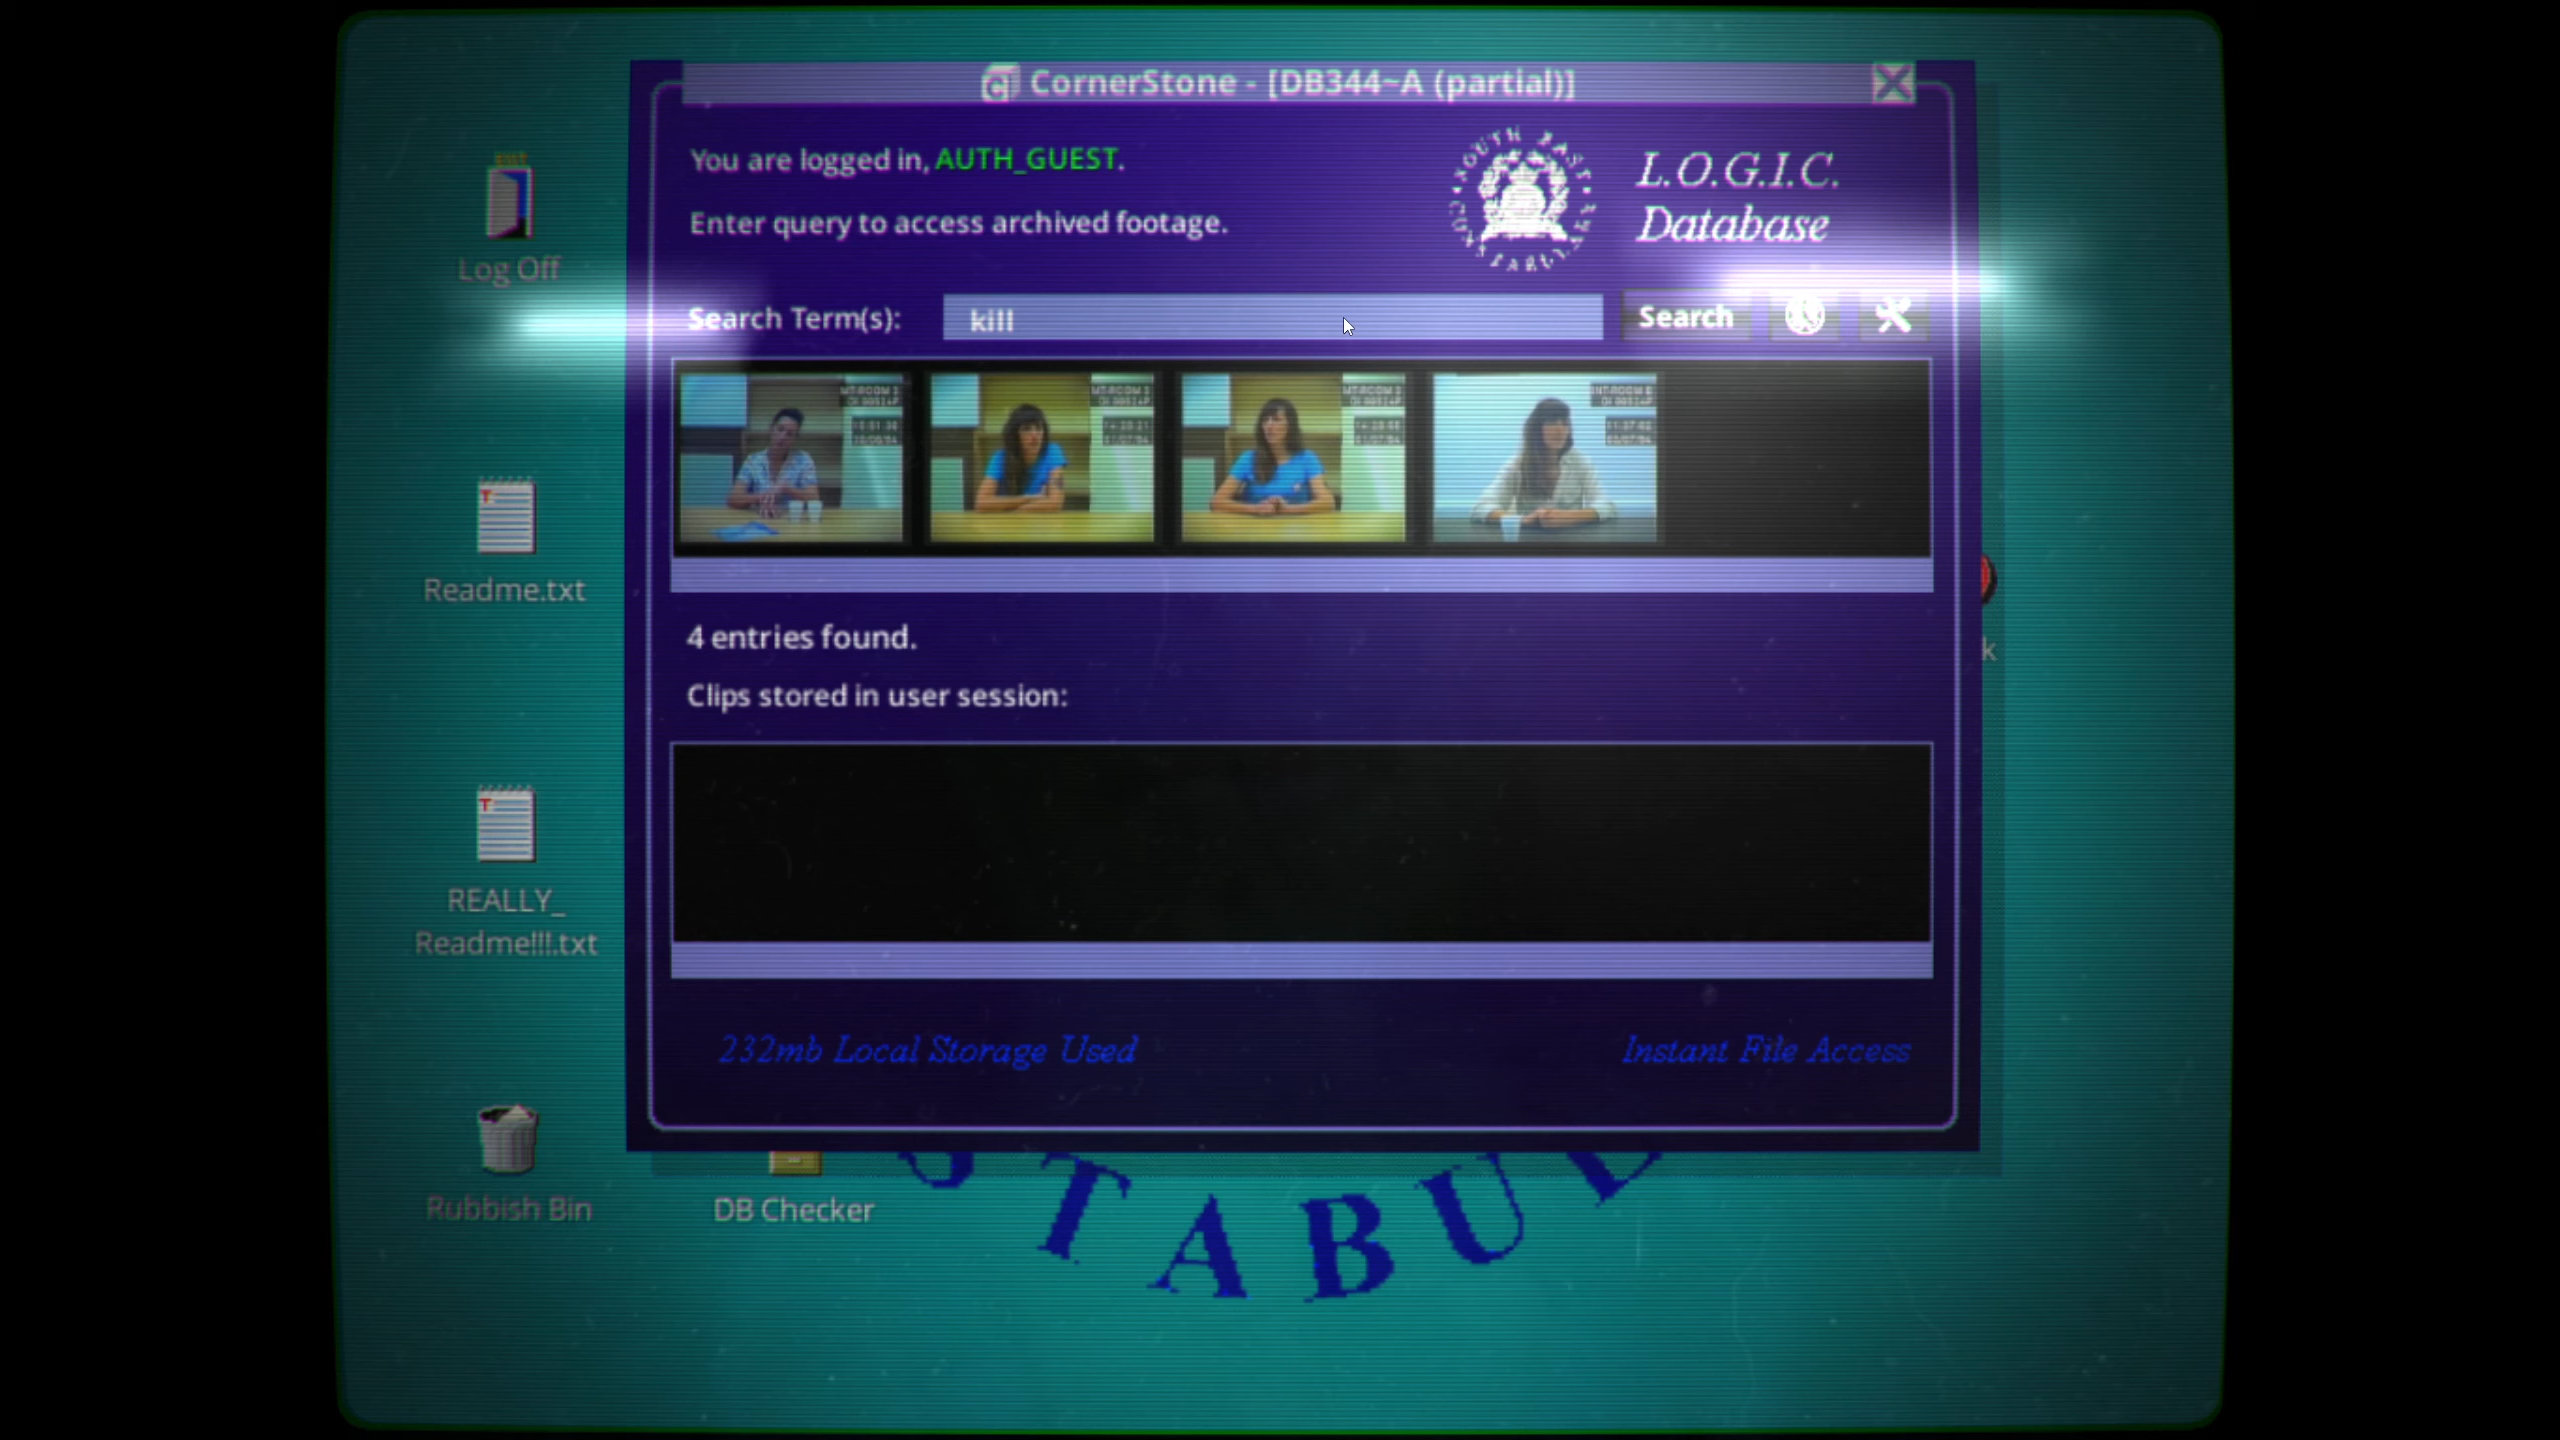 CornerStone - [DB344~A (partial)]
You are logged in, AUTH_GUEST.
Enter query to access archived footage.
L.O.G.I.C.
Database
Search Term(s):
kill
Search
4 entries found.
Clips stored in user session:
232mb Local Storage Used
Instant File Access
Log Off
Readme.txt
REALLY_
Readme!!!.txt
Rubbish Bin
DB Checker
k
STABUL